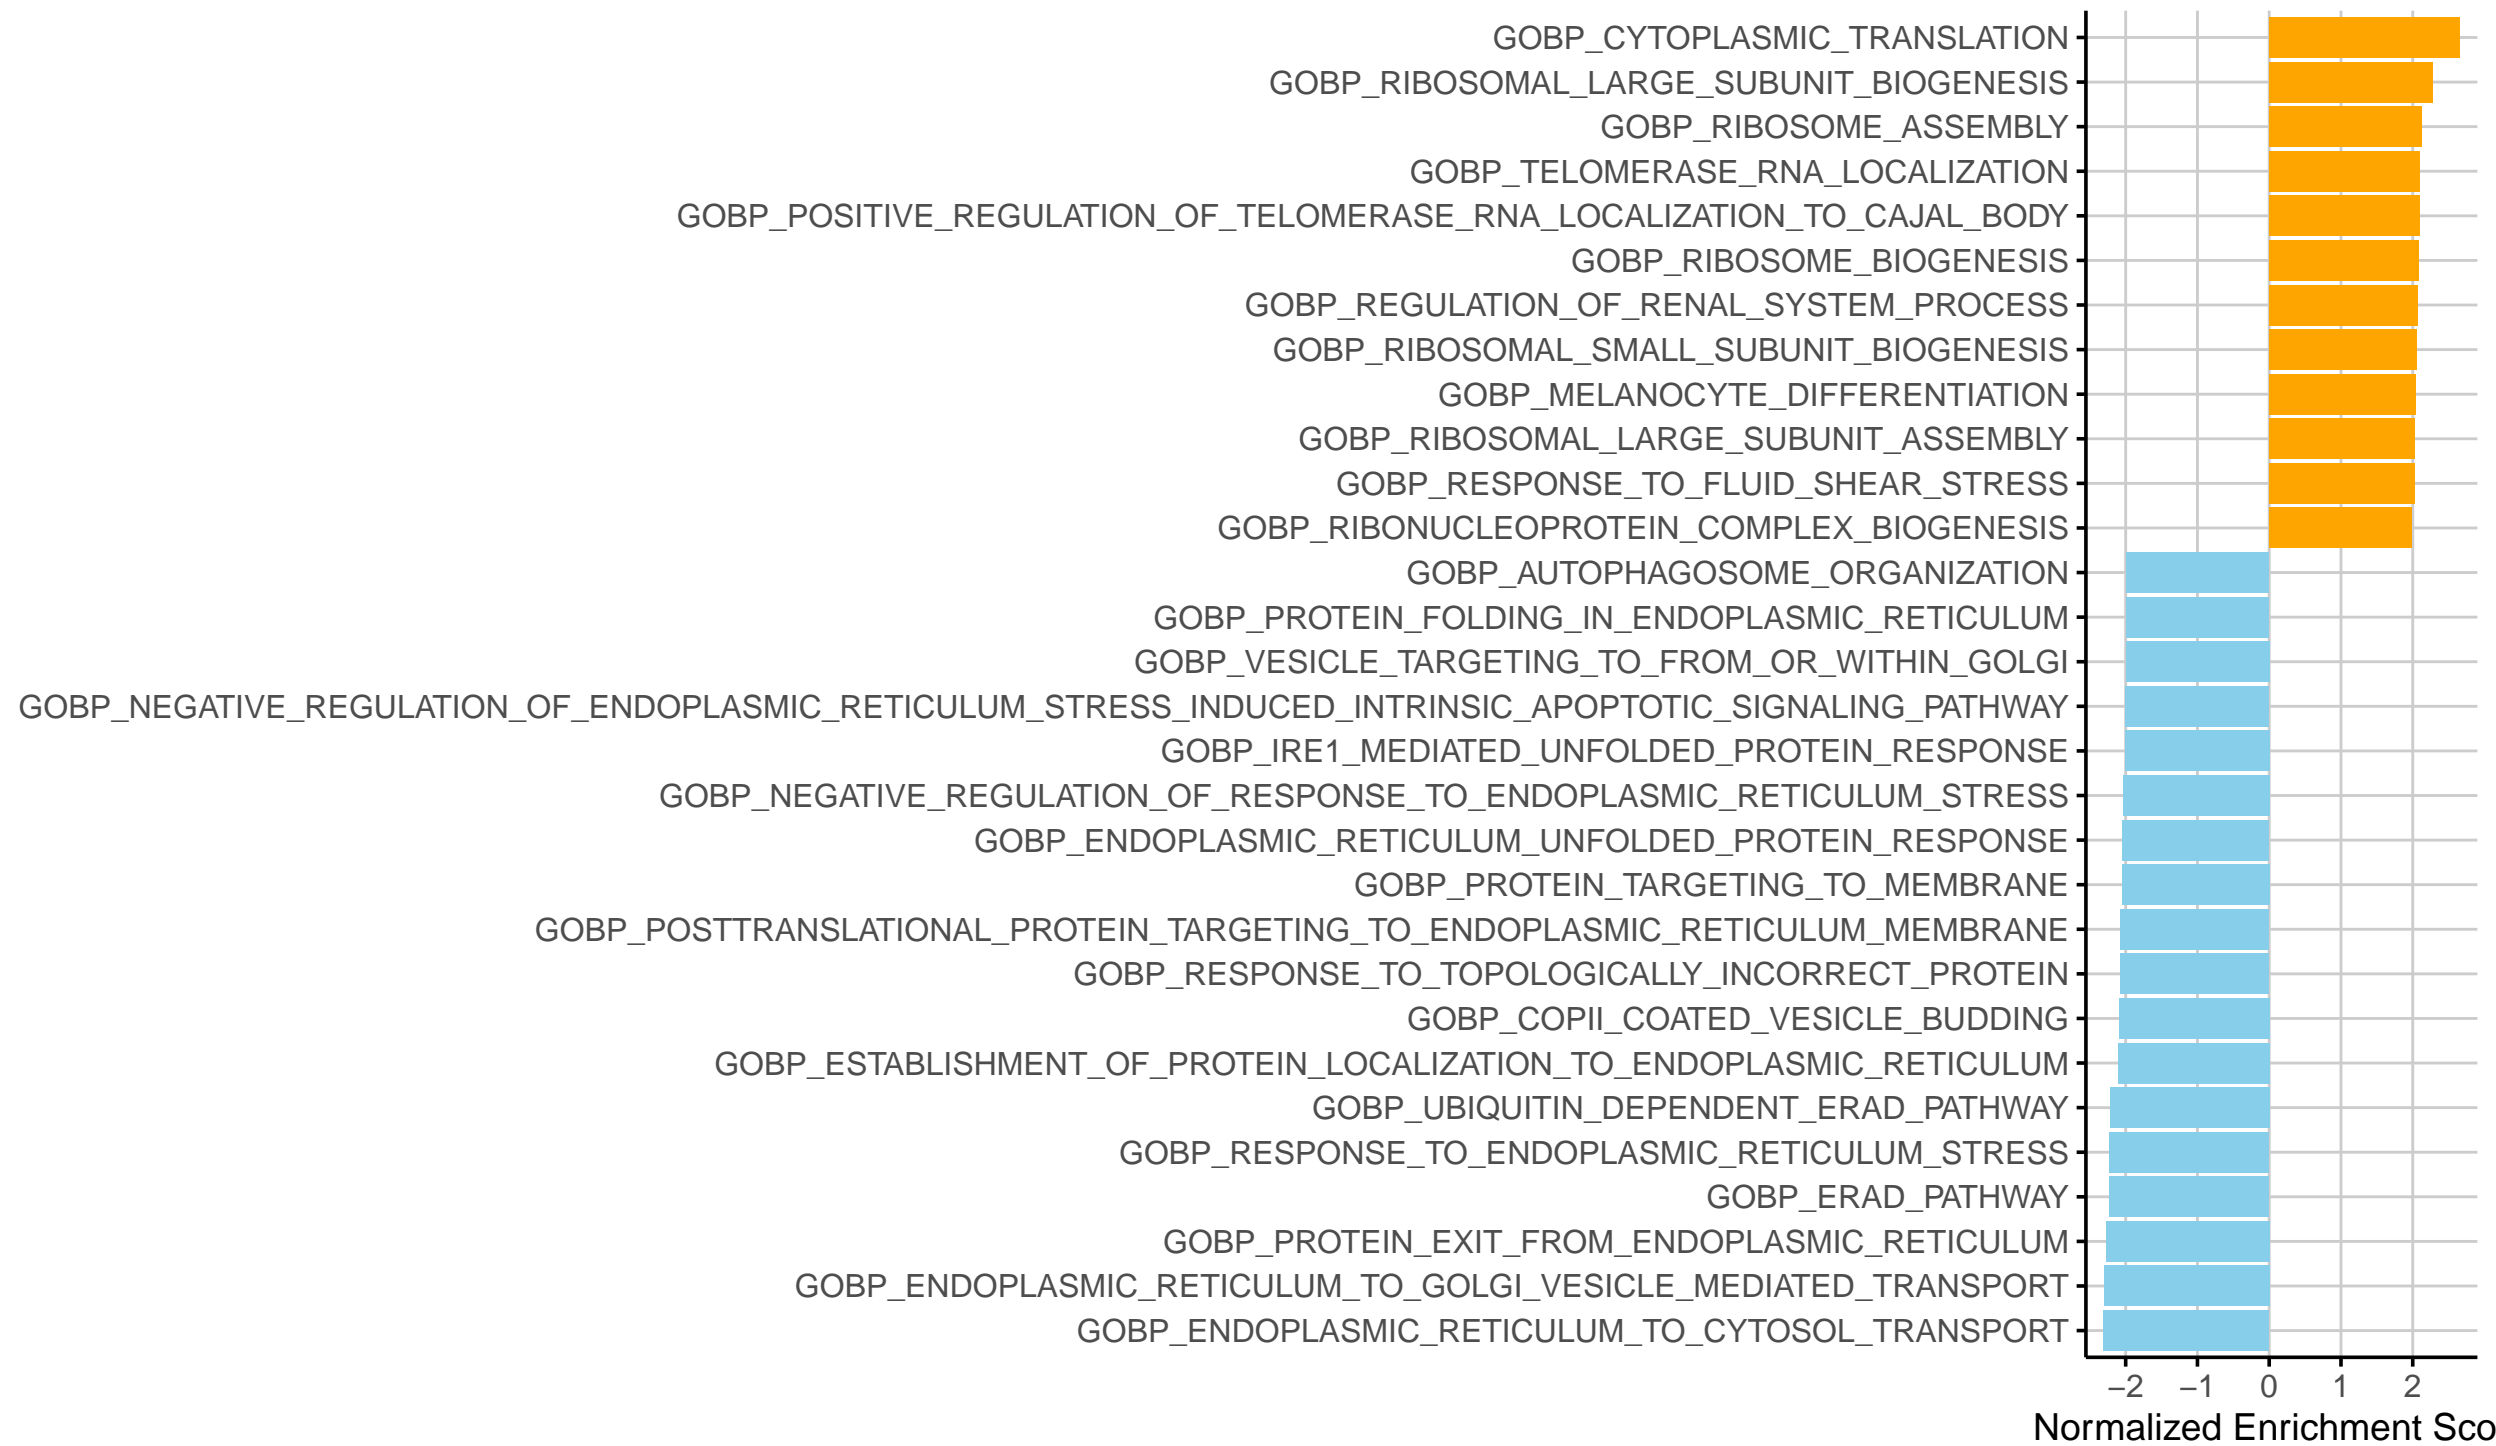 GOBP_CYTOPLASMIC_TRANSLATION
GOBP_RIBOSOMAL_LARGE_SUBUNIT_BIOGENESIS
GOBP_RIBOSOME_ASSEMBLY
GOBP_TELOMERASE_RNA_LOCALIZATION
GOBP_POSITIVE_REGULATION_OF_TELOMERASE_RNA_LOCALIZATION_TO_CAJAL_BODY
GOBP_RIBOSOME_BIOGENESIS
GOBP_REGULATION_OF_RENAL_SYSTEM_PROCESS
GOBP_RIBOSOMAL_SMALL_SUBUNIT_BIOGENESIS
GOBP_MELANOCYTE_DIFFERENTIATION
GOBP_RIBOSOMAL_LARGE_SUBUNIT_ASSEMBLY
GOBP_RESPONSE_TO_FLUID_SHEAR_STRESS
GOBP_RIBONUCLEOPROTEIN_COMPLEX_BIOGENESIS
GOBP_AUTOPHAGOSOME_ORGANIZATION
GOBP_PROTEIN_FOLDING_IN_ENDOPLASMIC_RETICULUM
GOBP_VESICLE_TARGETING_TO_FROM_OR_WITHIN_GOLGI
GOBP_NEGATIVE_REGULATION_OF_ENDOPLASMIC_RETICULUM_STRESS_INDUCED_INTRINSIC_APOPTOTIC_SIGNALING_PATHWAY
GOBP_IRE1_MEDIATED_UNFOLDED_PROTEIN_RESPONSE
GOBP_NEGATIVE_REGULATION_OF_RESPONSE_TO_ENDOPLASMIC_RETICULUM_STRESS
GOBP_ENDOPLASMIC_RETICULUM_UNFOLDED_PROTEIN_RESPONSE
GOBP_PROTEIN_TARGETING_TO_MEMBRANE
GOBP_POSTTRANSLATIONAL_PROTEIN_TARGETING_TO_ENDOPLASMIC_RETICULUM_MEMBRANE
GOBP_RESPONSE_TO_TOPOLOGICALLY_INCORRECT_PROTEIN
GOBP_COPII_COATED_VESICLE_BUDDING
GOBP_ESTABLISHMENT_OF_PROTEIN_LOCALIZATION_TO_ENDOPLASMIC_RETICULUM
GOBP_UBIQUITIN_DEPENDENT_ERAD_PATHWAY
GOBP_RESPONSE_TO_ENDOPLASMIC_RETICULUM_STRESS
GOBP_ERAD_PATHWAY
GOBP_PROTEIN_EXIT_FROM_ENDOPLASMIC_RETICULUM
GOBP_ENDOPLASMIC_RETICULUM_TO_GOLGI_VESICLE_MEDIATED_TRANSPORT
GOBP_ENDOPLASMIC_RETICULUM_TO_CYTOSOL_TRANSPORT
−2 −1 0 1 2
Normalized Enrichment Sco